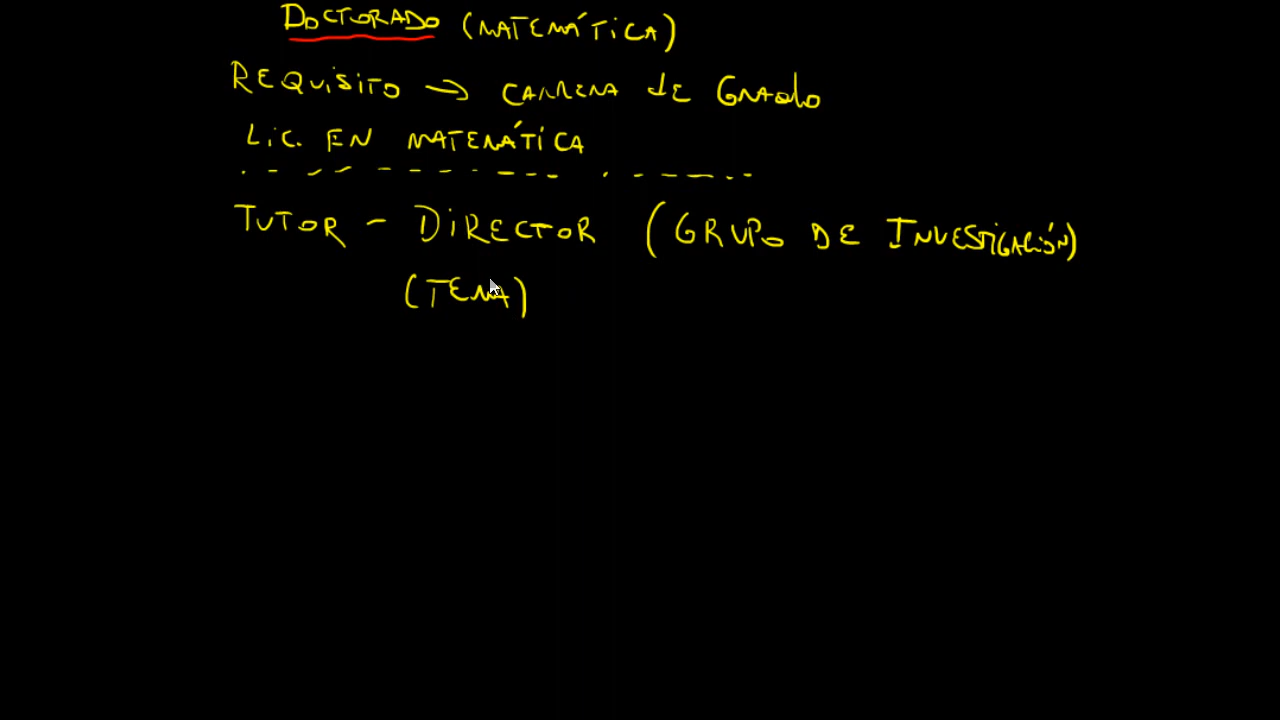 DOCTORADO (MATEMÁTICA)
REQUISITO → CARRERA DE GRADO
LIC. EN MATEMÁTICA
TUTOR - DIRECTOR (GRUPO DE INVESTIGACIÓN)
(TEMA)